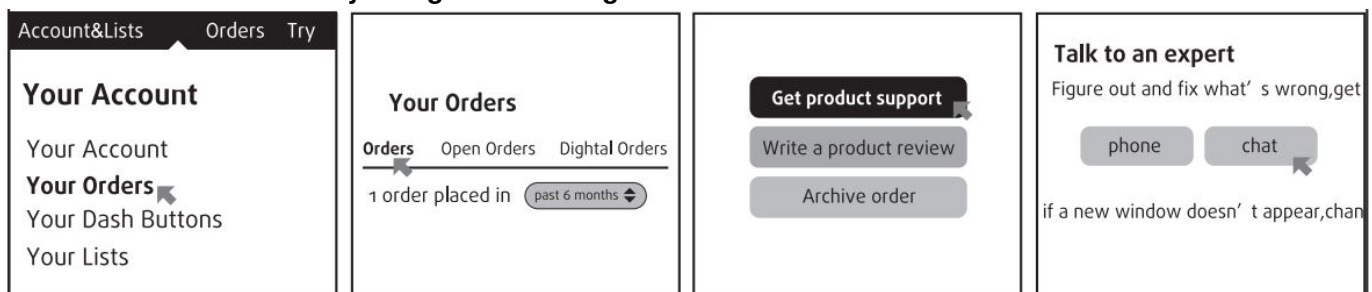 Account&Lists Orders Try
Your Account
Your Account
Your Orders
Your Dash Buttons
Your Lists
Your Orders
Orders Open Orders Dightal Orders
1 order placed in past 6 months
Get product support
Write a product review
Archive order
Talk to an expert
Figure out and fix what’ s wrong,get
phone chat
if a new window doesn’ t appear,chan